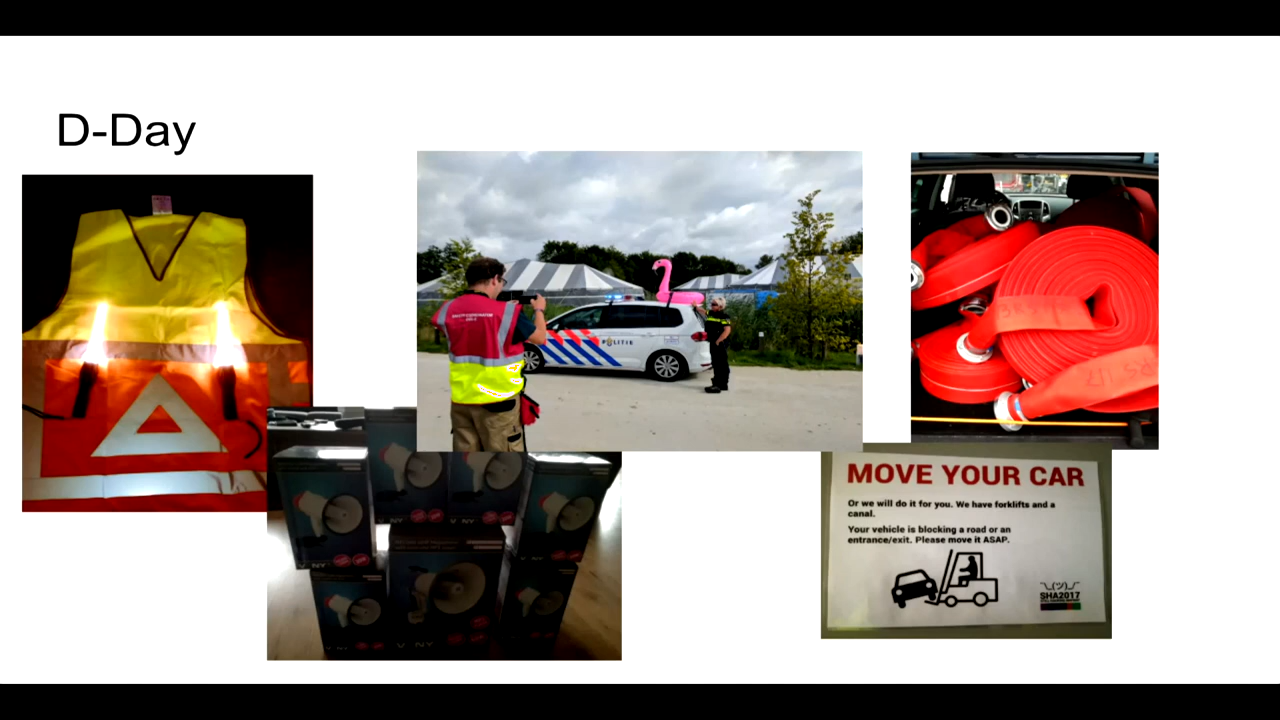 D-Day
POLITIE
MOVE YOUR CAR
Or we will do it for you. We have forklifts and a
canal.
Your vehicle is blocking a road or an
entrance/exit. Please move it ASAP.
¯\_(ツ)_/¯
SHA2017